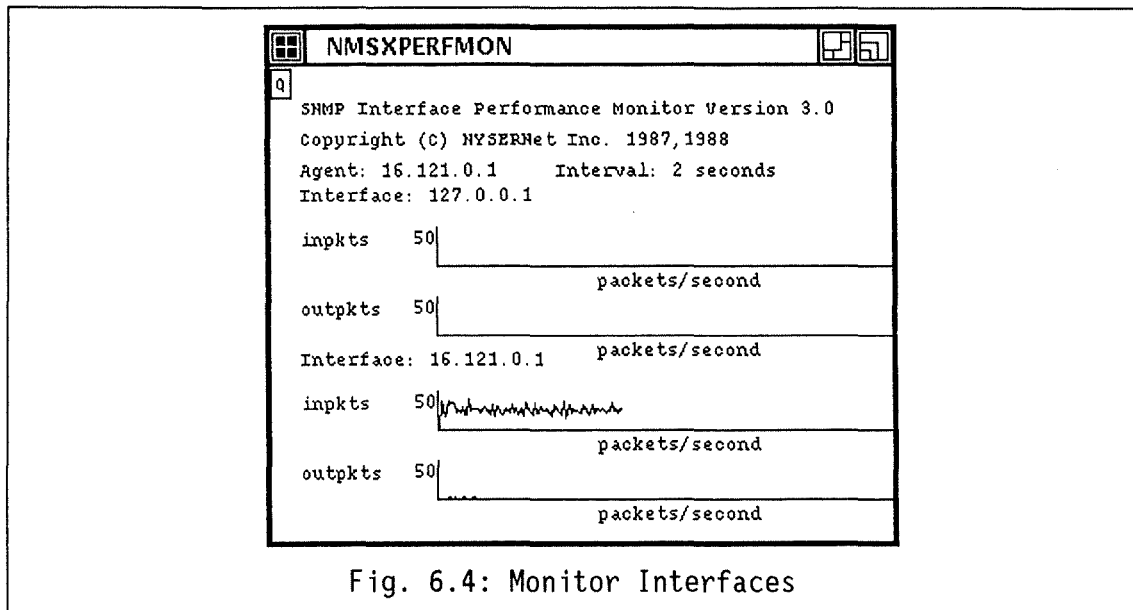 NMSXPERFMON
Q
SNMP Interface Performance Monitor Version 3.0
Copyright (C) NYSERNet Inc. 1987,1988
Agent: 16.121.0.1 Interval: 2 seconds
Interface: 127.0.0.1
inpkts 50
packets/second
outpkts 50
packets/second
Interface: 16.121.0.1
inpkts 50
packets/second
outpkts 50
packets/second
Fig. 6.4: Monitor Interfaces